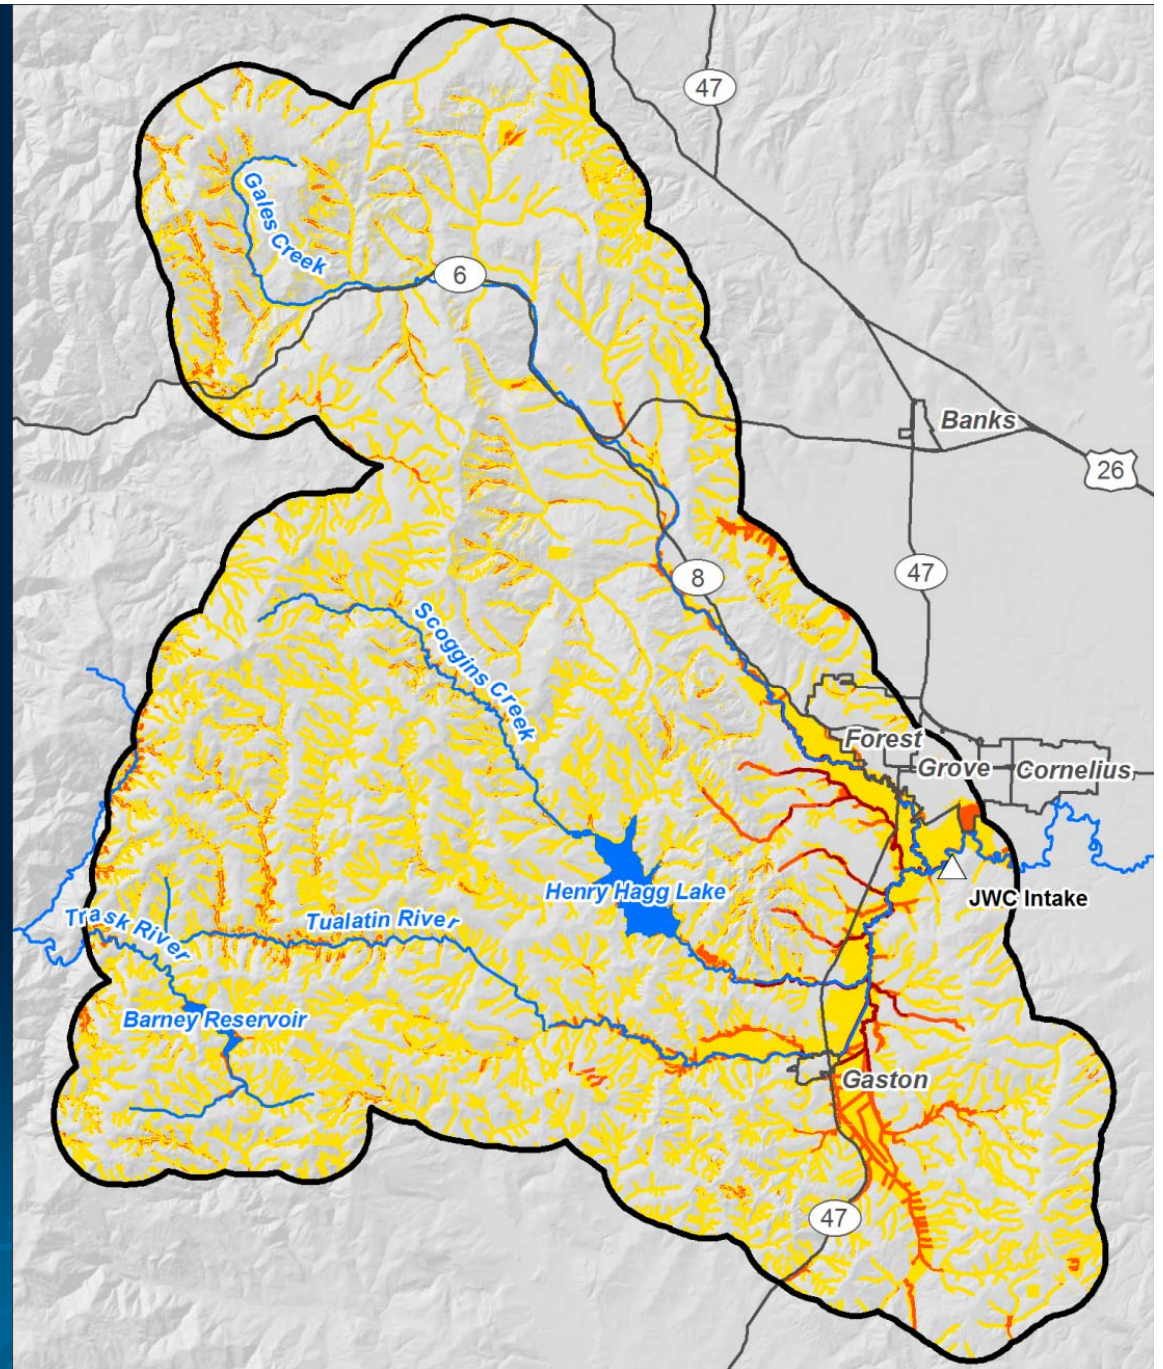 47
Gales Creek
6
Banks
26
47
8
Scoggins Creek
Forest
Grove
Cornelius
Henry Hagg Lake
JWC Intake
Trask River
Tualatin River
Barney Reservoir
Gaston
47